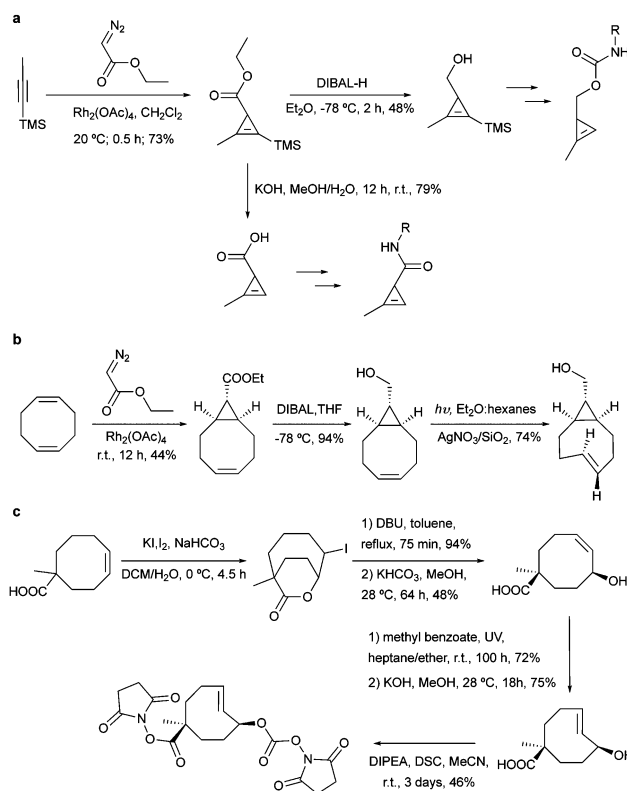 a
N2
O
O
Rh2(OAc)4, CH2Cl2
20 ºC; 0.5 h; 73%
TMS
O
O
TMS
DIBAL-H
Et2O, -78 ºC, 2 h, 48%
OH
TMS
R
NH
O
O
KOH, MeOH/H2O, 12 h, r.t., 79%
OH
O
R
HN
O
b
N2
O
O
Rh2(OAc)4
r.t., 12 h, 44%
COOEt
H
H
DIBAL,THF
-78 ºC, 94%
HO
H
H
hυ, Et2O:hexanes
AgNO3/SiO2, 74%
HO
H
H
H
H
c
HOOC
KI,I2, NaHCO3
DCM/H2O, 0 ºC, 4.5 h
I
O
O
1) DBU, toluene,
reflux, 75 min, 94%
2) KHCO3, MeOH,
28 ºC, 64 h, 48%
HOOC
OH
1) methyl benzoate, UV,
heptane/ether, r.t., 100 h, 72%
2) KOH, MeOH, 28 ºC, 18h, 75%
HOOC
OH
DIPEA, DSC, MeCN,
r.t., 3 days, 46%
O
N
O
O
O
O
O
O
O
N
O